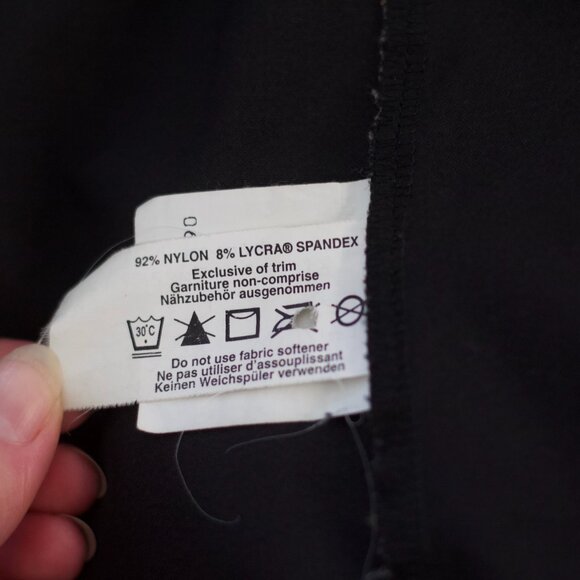 06
92% NYLON 8% LYCRA® SPANDEX
Exclusive of trim
Garniture non-comprise
Nähzubehör ausgenommen
30°C
Do not use fabric softener
Ne pas utiliser d'assouplissant
Keinen Weichspüler verwenden